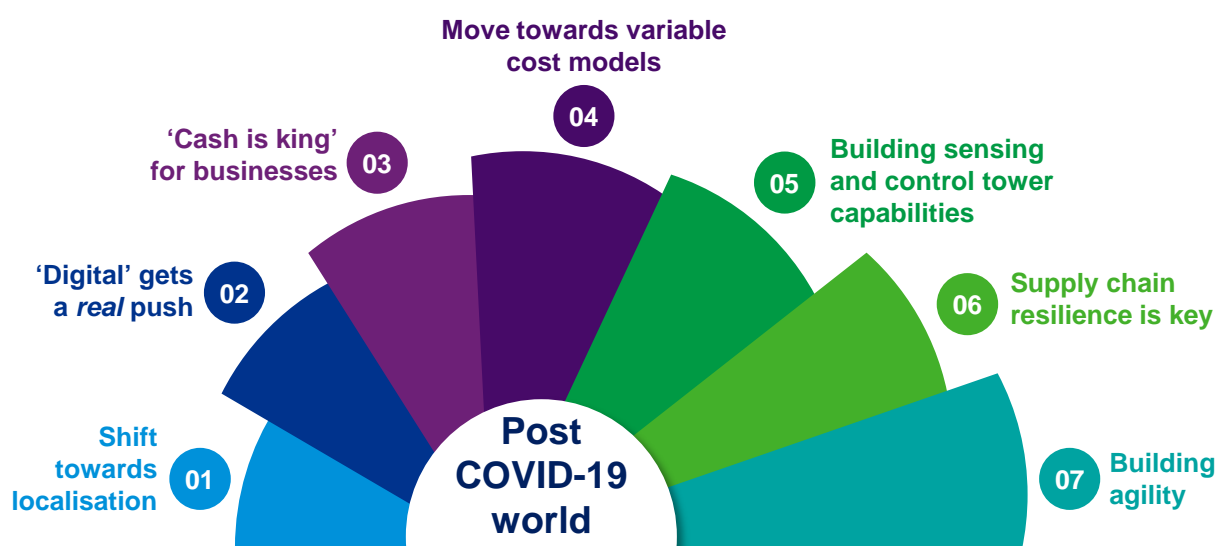 Move towards variable
cost models
04
‘Cash is king’
for businesses
03
Building sensing
and control tower
capabilities
05
‘Digital’ gets
a real push
02
Supply chain
resilience is key
06
Shift
towards
localisation
01
Post
COVID-19
world
07
Building
agility